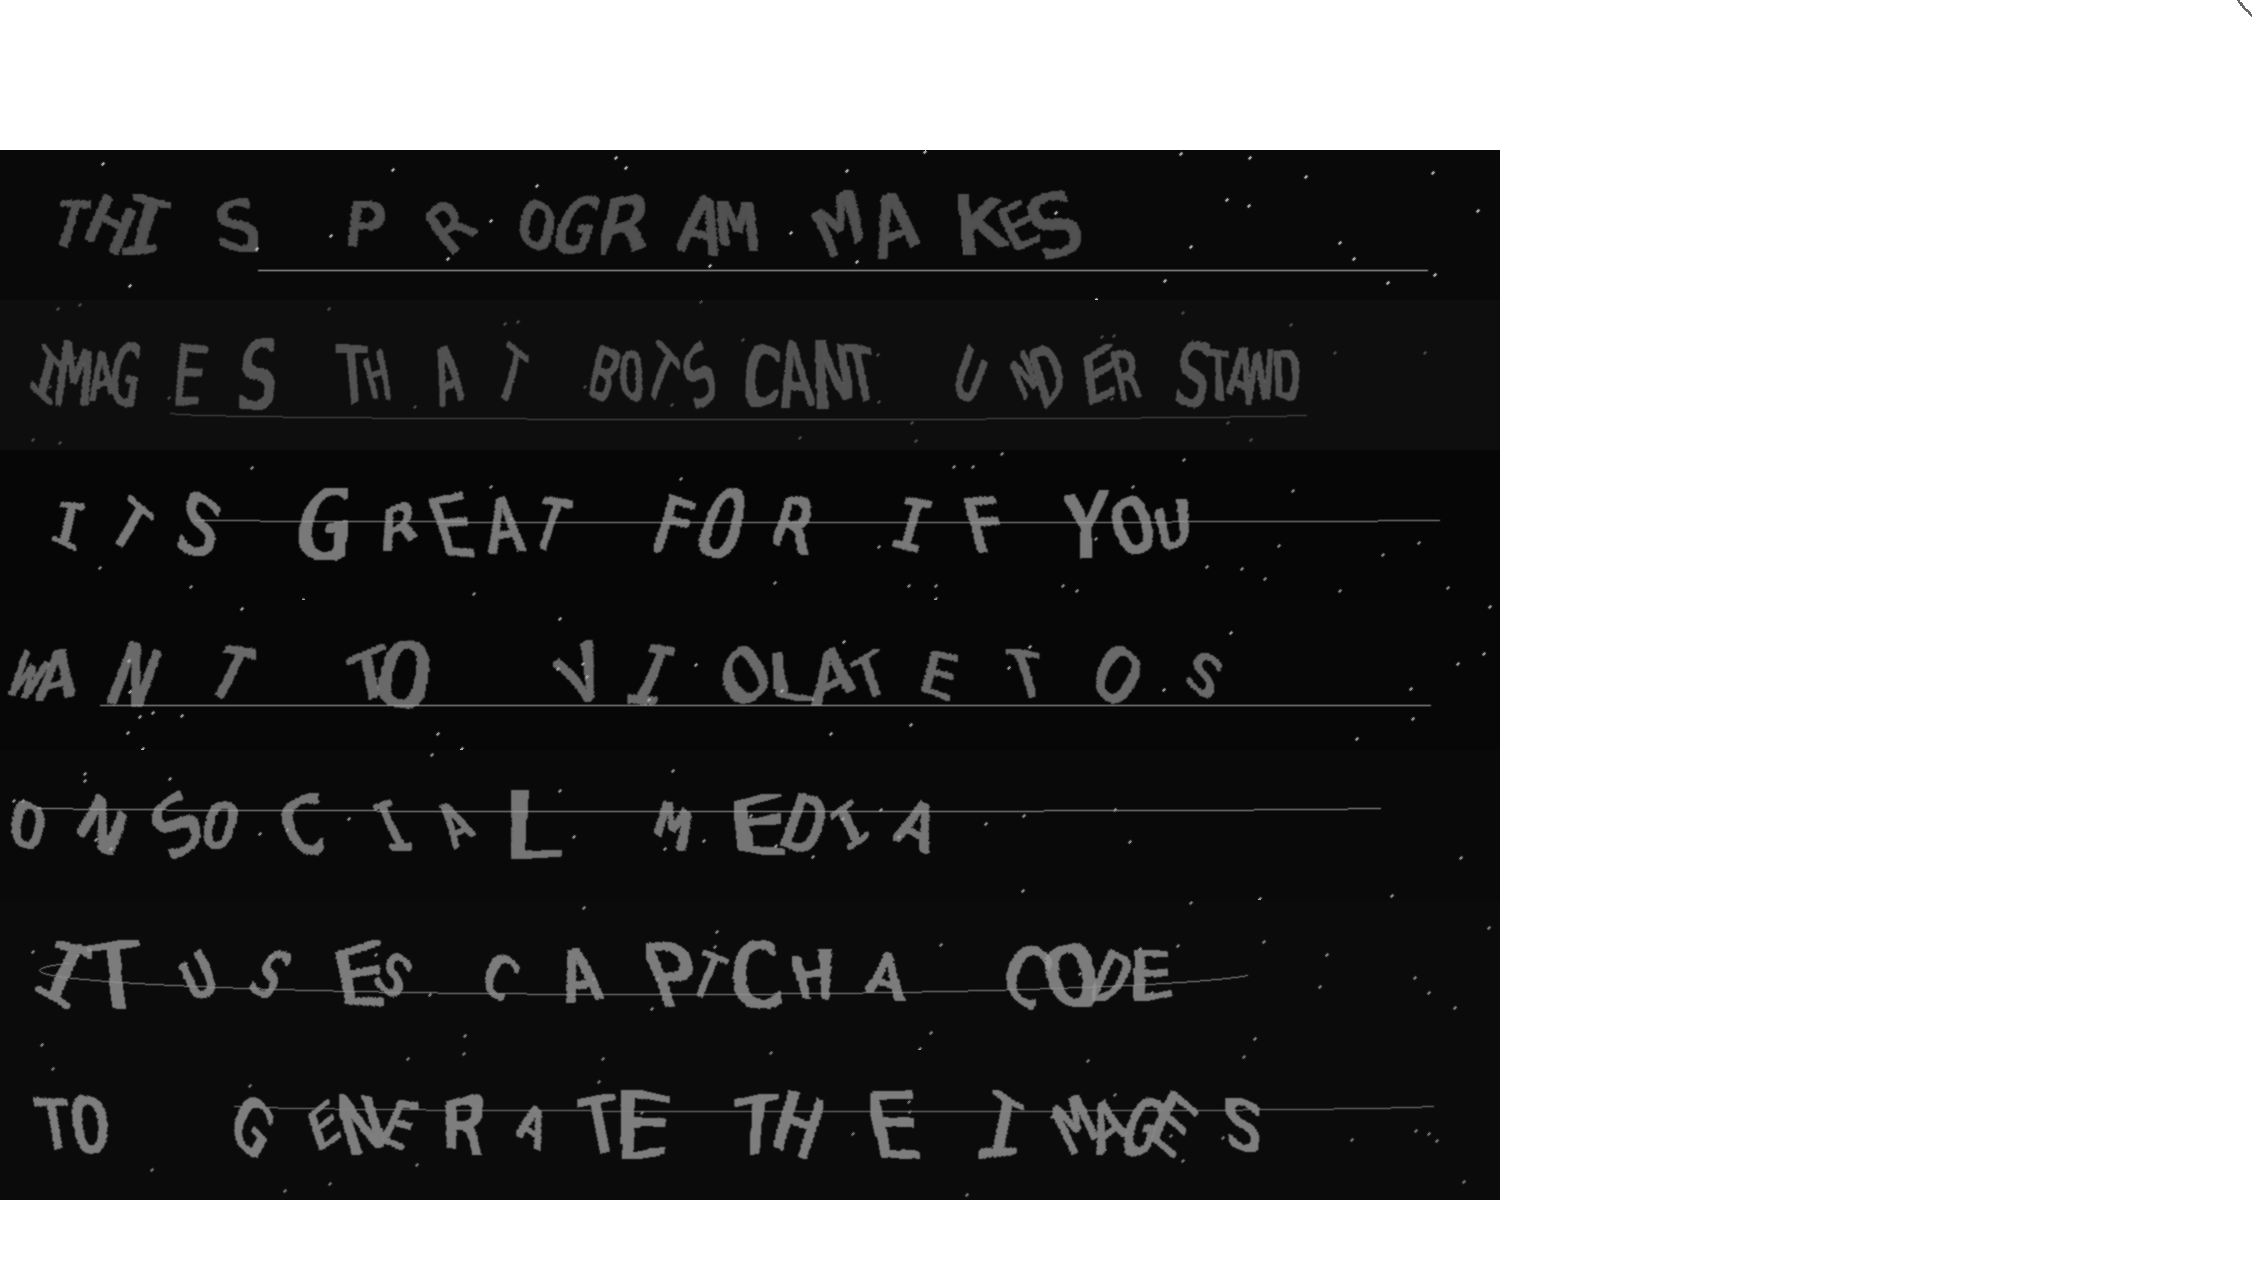 THIS PROGRAM MAKES
IMAGES THAT BOTS CANT UNDERSTAND
ITS GREAT FOR IF YOU
WANT TO VIOLATE TOS
ON SOCIAL MEDIA
IT USES CAPTCHA CODE
TO GENERATE THE IMAGES